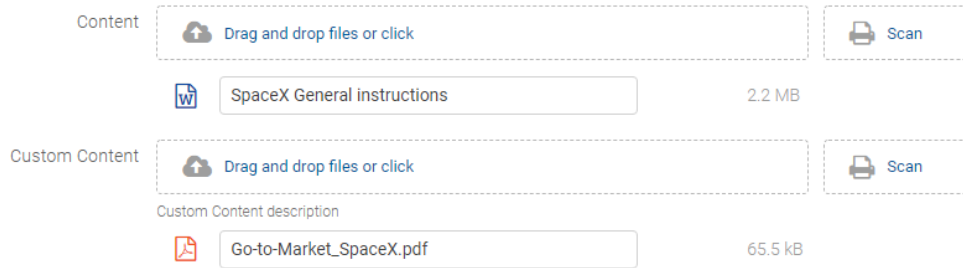 Content
Drag and drop files or click
Scan
W
SpaceX General instructions
2.2 MB
Custom Content
Drag and drop files or click
Scan
Custom Content description
Go-to-Market_SpaceX.pdf
65.5 kB